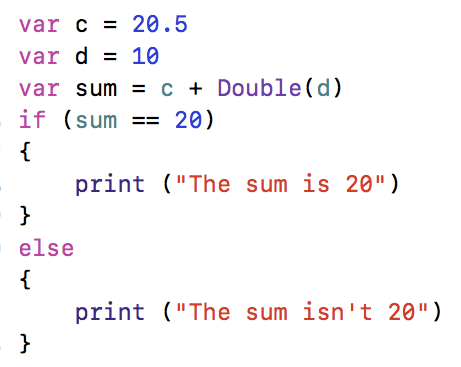 var c = 20.5
var d = 10
var sum = c + Double(d)
if (sum == 20)
{
    print ("The sum is 20")
}
else
{
    print ("The sum isn't 20")
}